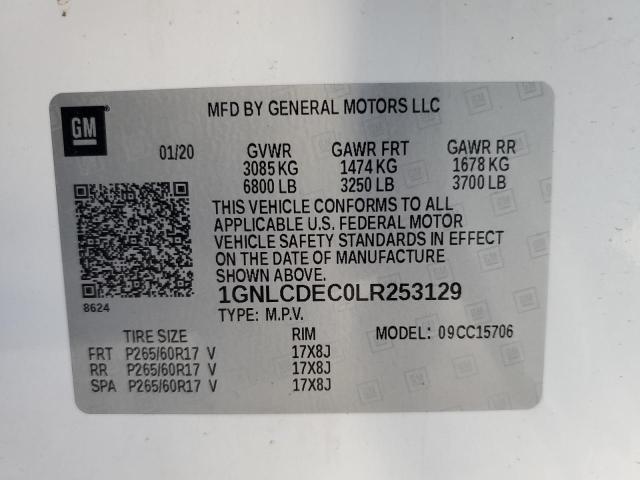 GM
MFD BY GENERAL MOTORS LLC
01/20 GVWR GAWR FRT GAWR RR
3085 KG 1474 KG 1678 KG
6800 LB 3250 LB 3700 LB
THIS VEHICLE CONFORMS TO ALL
APPLICABLE U.S. FEDERAL MOTOR
VEHICLE SAFETY STANDARDS IN EFFECT
ON THE DATE OF MANUFACTURE
SHOWN ABOVE.
1GNLCDEC0LR253129
8624
TYPE: M.P.V.
TIRE SIZE RIM MODEL: 09CC15706
FRT P265/60R17 V 17X8J
RR P265/60R17 V 17X8J
SPA P265/60R17 V 17X8J